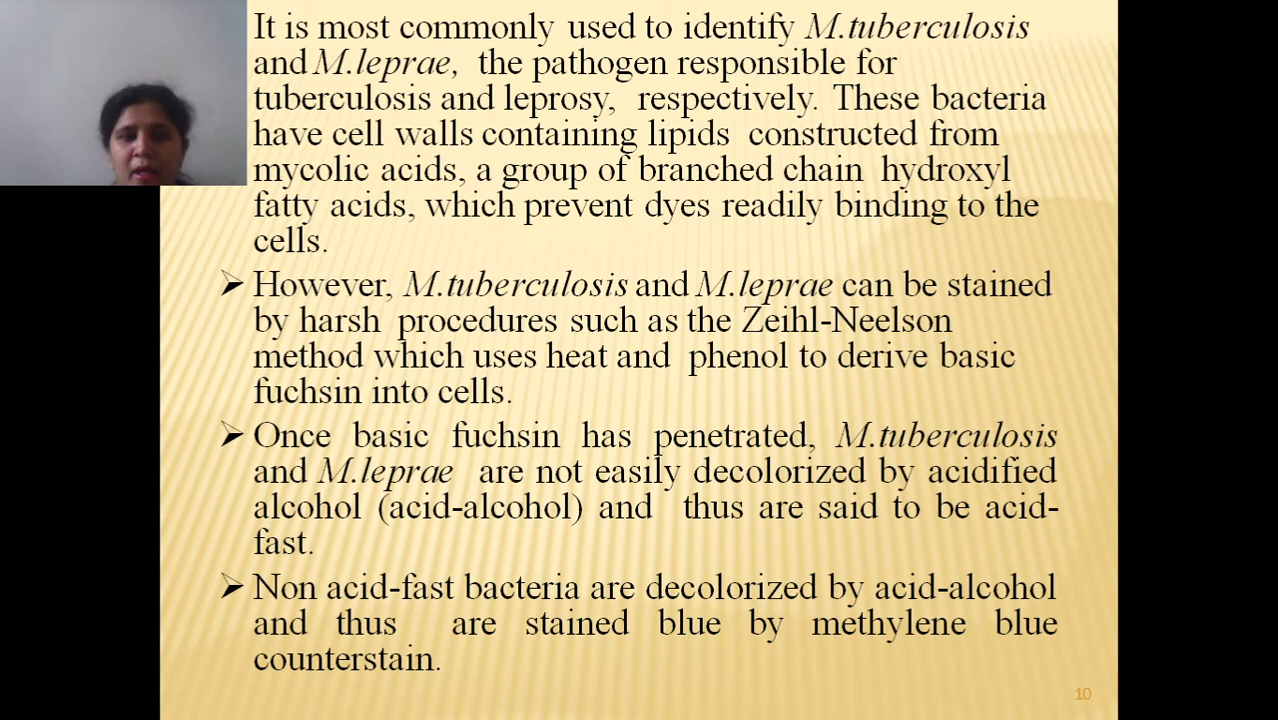 It is most commonly used to identify M.tuberculosis
and M.leprae, the pathogen responsible for
tuberculosis and leprosy, respectively. These bacteria
have cell walls containing lipids constructed from
mycolic acids, a group of branched chain hydroxyl
fatty acids, which prevent dyes readily binding to the
cells.
➢ However, M.tuberculosis and M.leprae can be stained
by harsh procedures such as the Zeihl-Neelson
method which uses heat and phenol to derive basic
fuchsin into cells.
➢ Once basic fuchsin has penetrated, M.tuberculosis
and M.leprae are not easily decolorized by acidified
alcohol (acid-alcohol) and thus are said to be acid-
fast.
➢ Non acid-fast bacteria are decolorized by acid-alcohol
and thus are stained blue by methylene blue
counterstain.
10